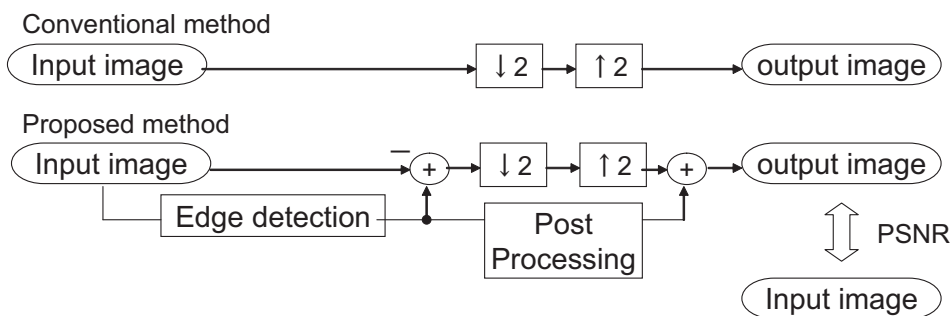 Conventional method
Input image
↓2
↑2
output image
Proposed method
Input image
−
+
↓2
↑2
+
output image
Edge detection
Post
Processing
PSNR
Input image